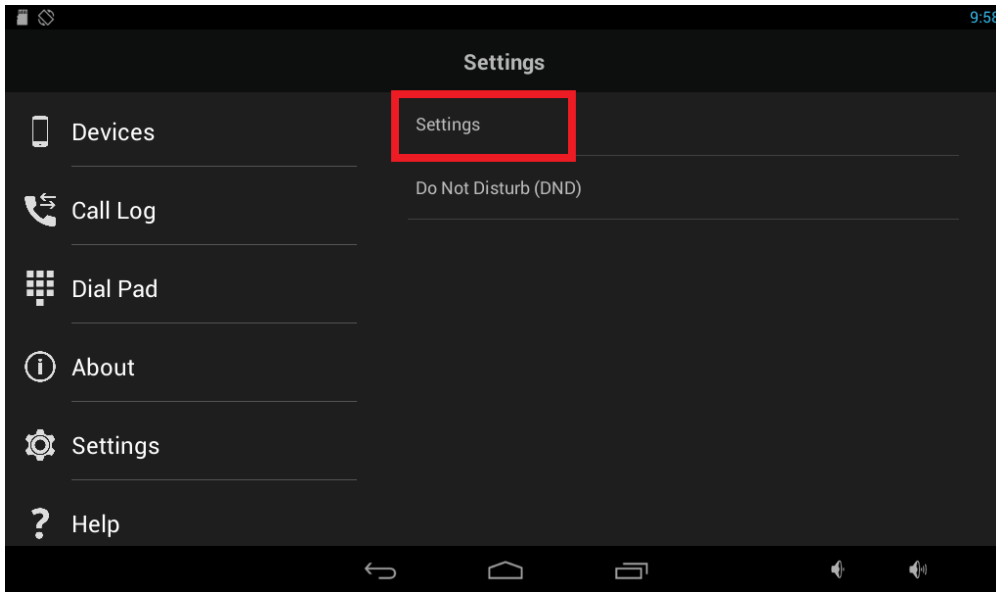 9:58
Settings
Devices
Call Log
Dial Pad
About
Settings
Help
Settings
Do Not Disturb (DND)